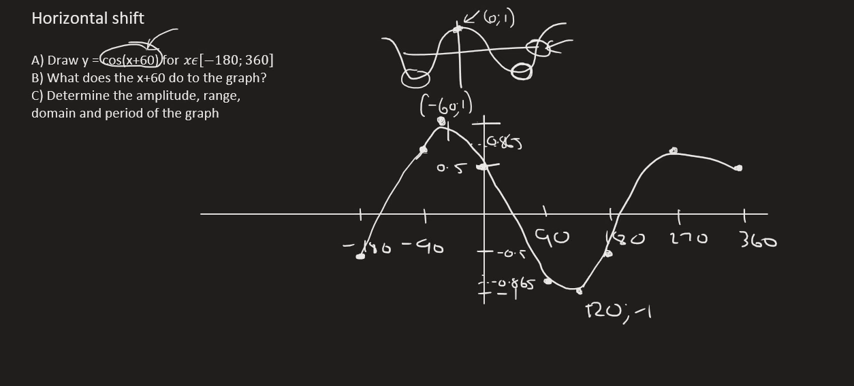 Horizontal shift
(0;1)
A) Draw y = cos(x+60) for xϵ[−180; 360]
B) What does the x+60 do to the graph?
C) Determine the amplitude, range,
domain and period of the graph
(-60;1)
0.865
0.5
-180 -90 90 180 270 360
-0.5
-0.865
-1
120;-1